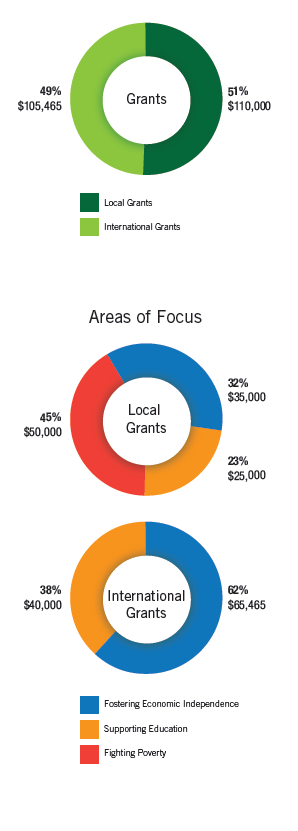 49%
$105,465
Grants
51%
$110,000
Local Grants
International Grants
Areas of Focus
32%
$35,000
45%
$50,000
Local
Grants
23%
$25,000
38%
$40,000
International
Grants
62%
$65,465
Fostering Economic Independence
Supporting Education
Fighting Poverty